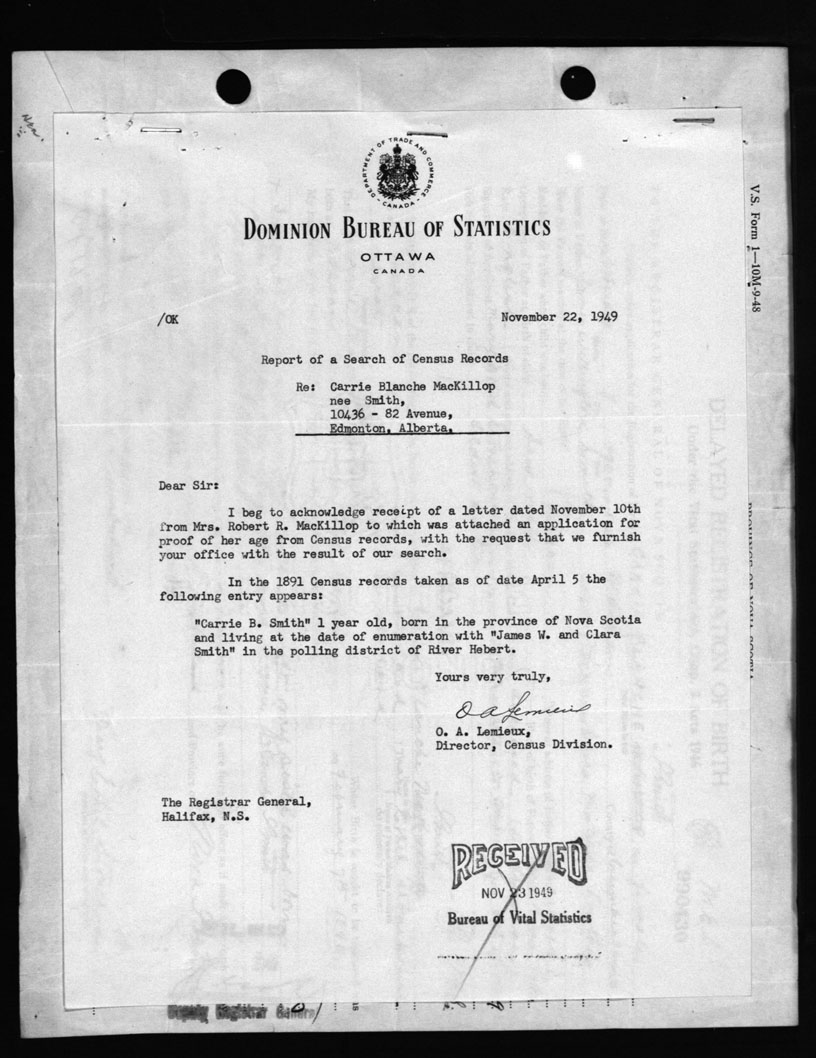 DEPARTMENT OF TRADE AND COMMERCE
CANADA
DOMINION BUREAU OF STATISTICS
OTTAWA
CANADA
V.S. Form 1—10M-9-48
/OK
November 22, 1949
Report of a Search of Census Records
Re: Carrie Blanche MacKillop
nee Smith,
10436 - 82 Avenue,
Edmonton, Alberta.
Dear Sir:
I beg to acknowledge receipt of a letter dated November 10th
from Mrs. Robert R. MacKillop to which was attached an application for
proof of her age from Census records, with the request that we furnish
your office with the result of our search.
In the 1891 Census records taken as of date April 5 the
following entry appears:
"Carrie B. Smith" 1 year old, born in the province of Nova Scotia
and living at the date of enumeration with "James W. and Clara
Smith" in the polling district of River Hebert.
Yours very truly,
O A Lemieux
O. A. Lemieux,
Director, Census Division.
The Registrar General,
Halifax, N.S.
RECEIVED
NOV 23 1949
Bureau of Vital Statistics
Deputy Registrar General